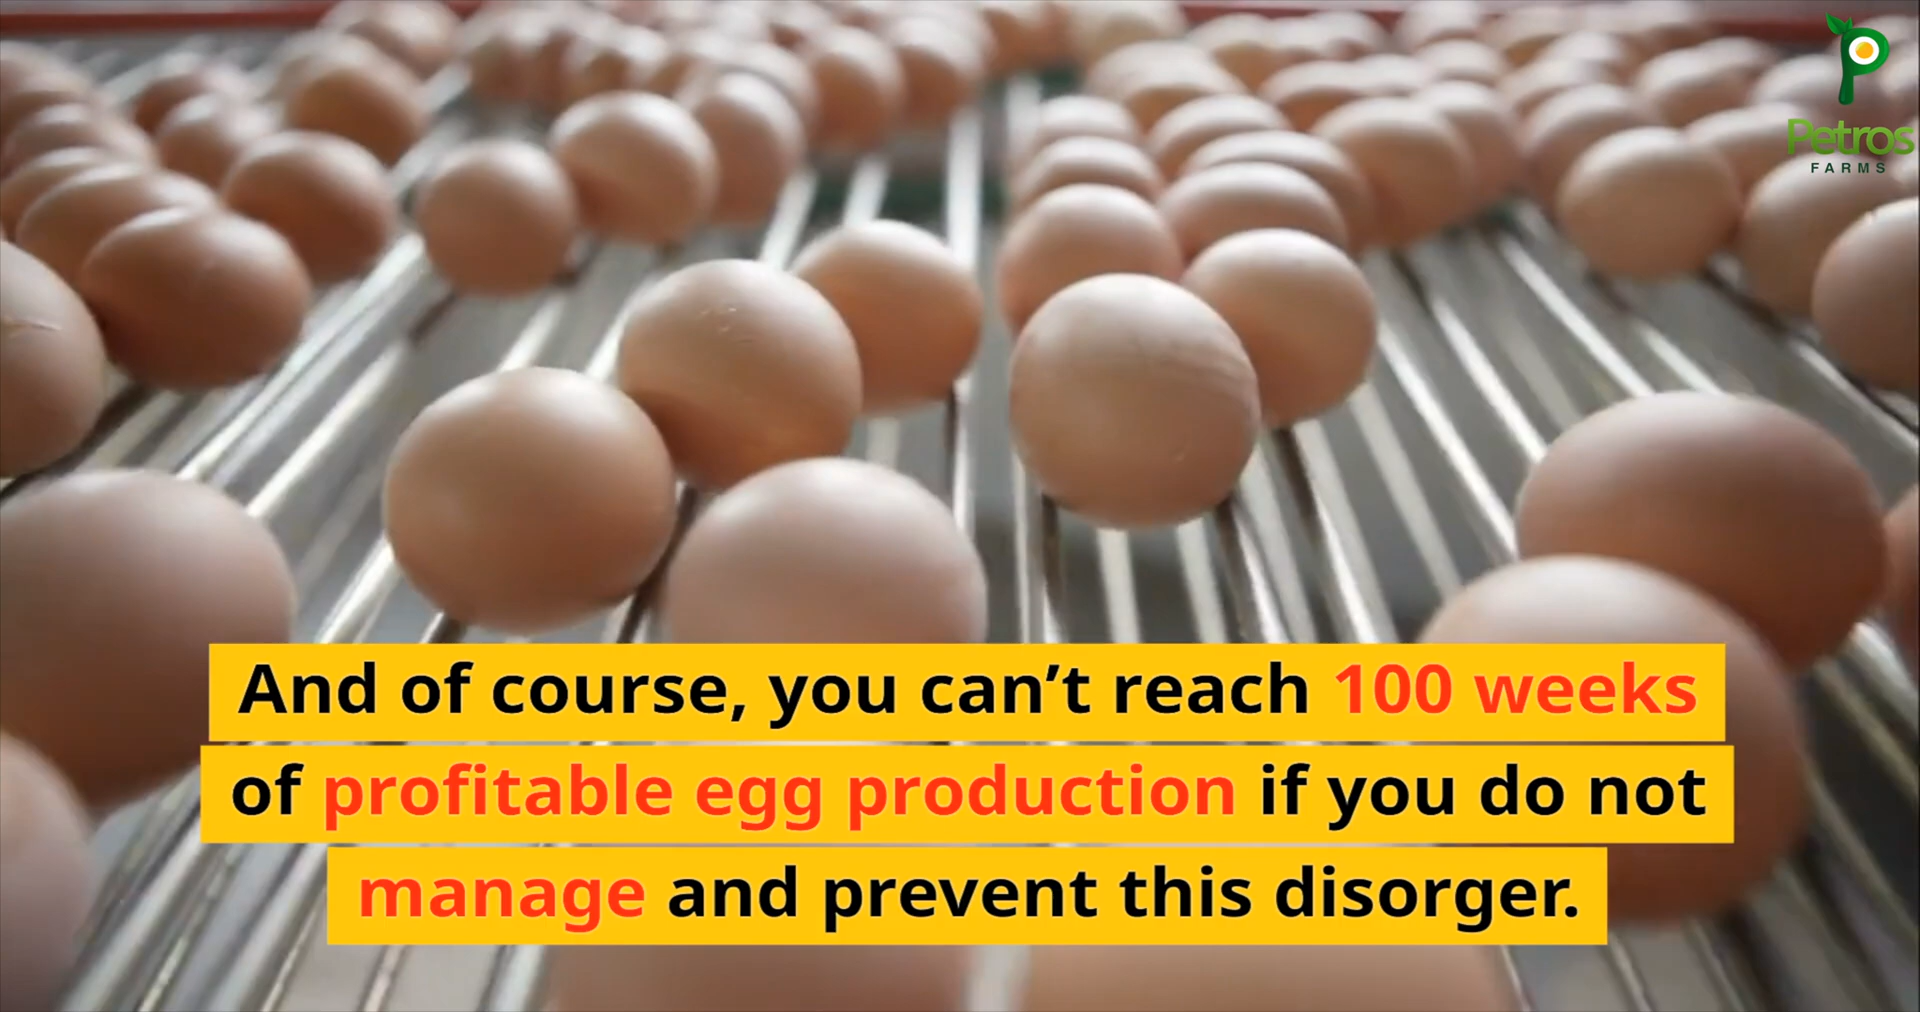 Petros
FARMS
And of course, you can’t reach 100 weeks
of profitable egg production if you do not
manage and prevent this disorger.